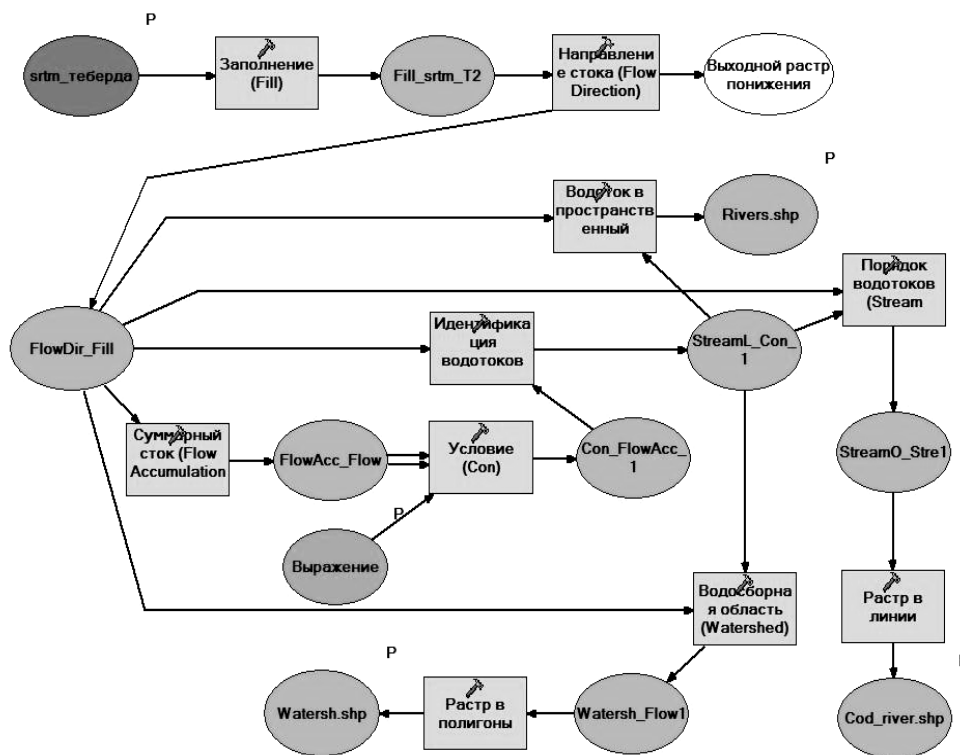 P
srtm_теберда
Заполнение
(Fill)
Fill_srtm_T2
Направлени
е стока (Flow
Direction)
Выходной растр
понижения
P
Водоток в
пространств
енный
Rivers.shp
Порядок
водотоков
(Stream
FlowDir_Fill
Идентифика
ция
водотоков
StreamL_Con_
1
Суммарный
сток (Flow
Accumulation
FlowAcc_Flow
Условие
(Con)
Con_FlowAcc_
1
StreamO_Stre1
P
Выражение
Водосборна
я область
(Watershed)
Растр в
линии
P
Watersh.shp
Растр в
полигоны
Watersh_Flow1
Cod_river.shp